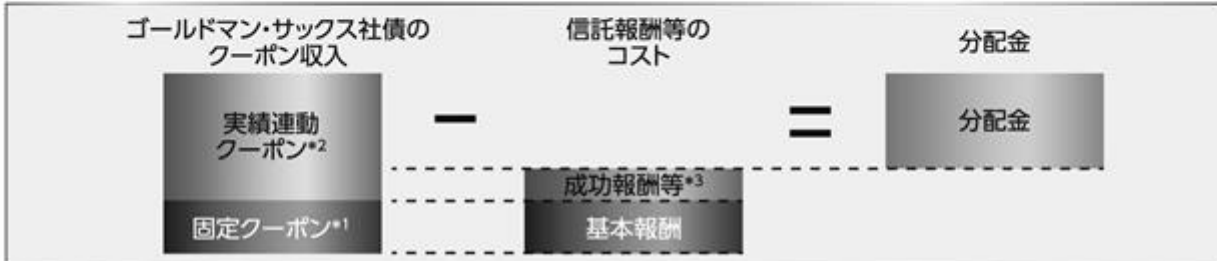 ゴールドマン・サックス社債の
クーポン収入
信託報酬等の
コスト
分配金
実績連動
クーポン*2
固定クーポン*1
成功報酬等*3
基本報酬
分配金